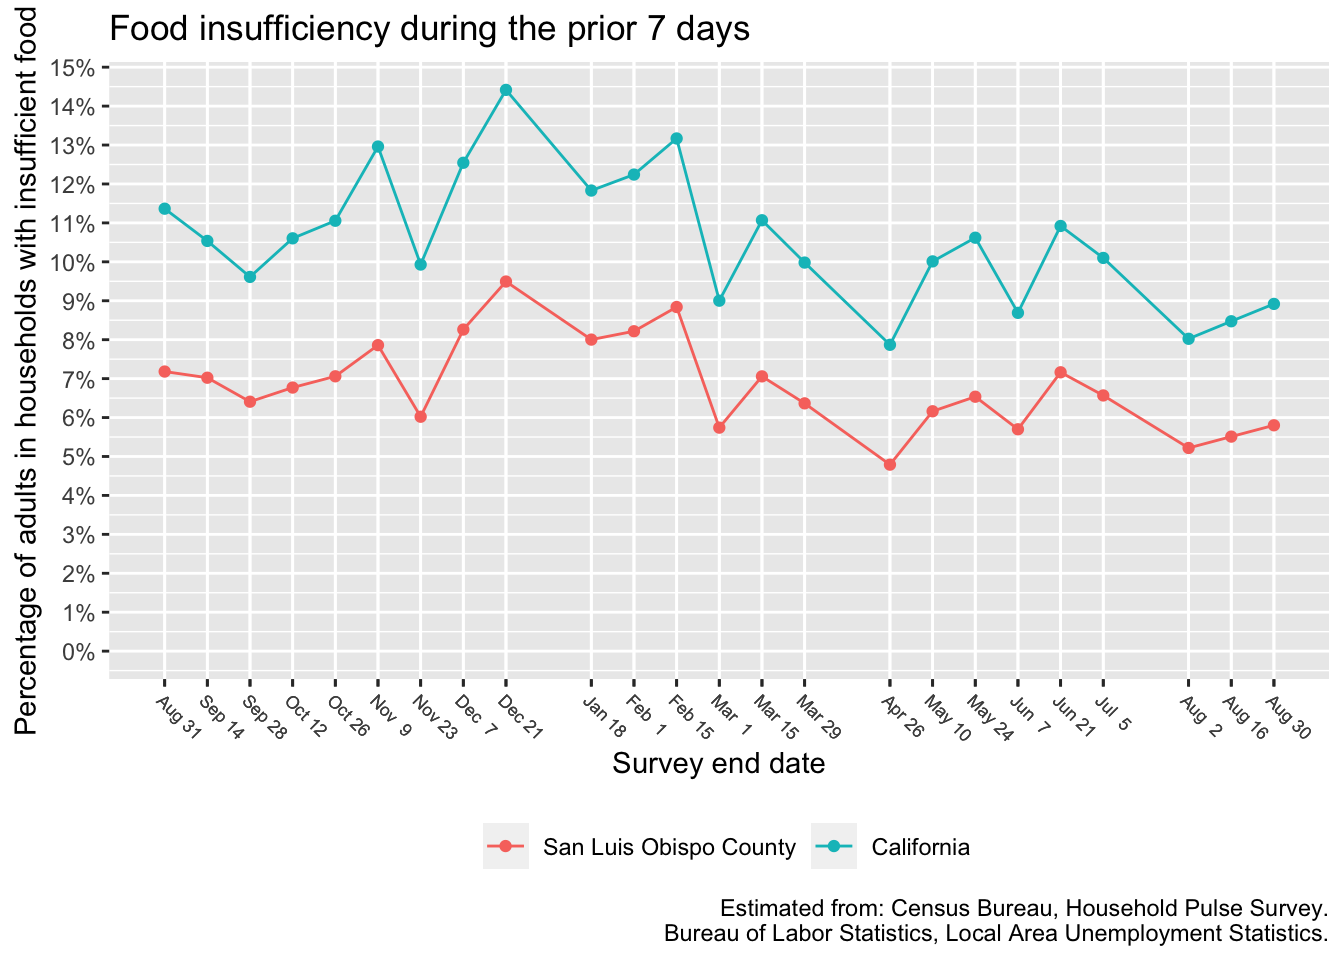 Food insufficiency during the prior 7 days
Percentage of adults in households with insufficient food
15%
14%
13%
12%
11%
10%
9%
8%
7%
6%
5%
4%
3%
2%
1%
0%
Aug 31
Sep 14
Sep 28
Oct 12
Oct 26
Nov 9
Nov 23
Dec 7
Dec 21
Jan 18
Feb 1
Feb 15
Mar 1
Mar 15
Mar 29
Apr 26
May 10
May 24
Jun 7
Jun 21
Jul 5
Aug 2
Aug 16
Aug 30
Survey end date
San Luis Obispo County
California
Estimated from: Census Bureau, Household Pulse Survey.
Bureau of Labor Statistics, Local Area Unemployment Statistics.